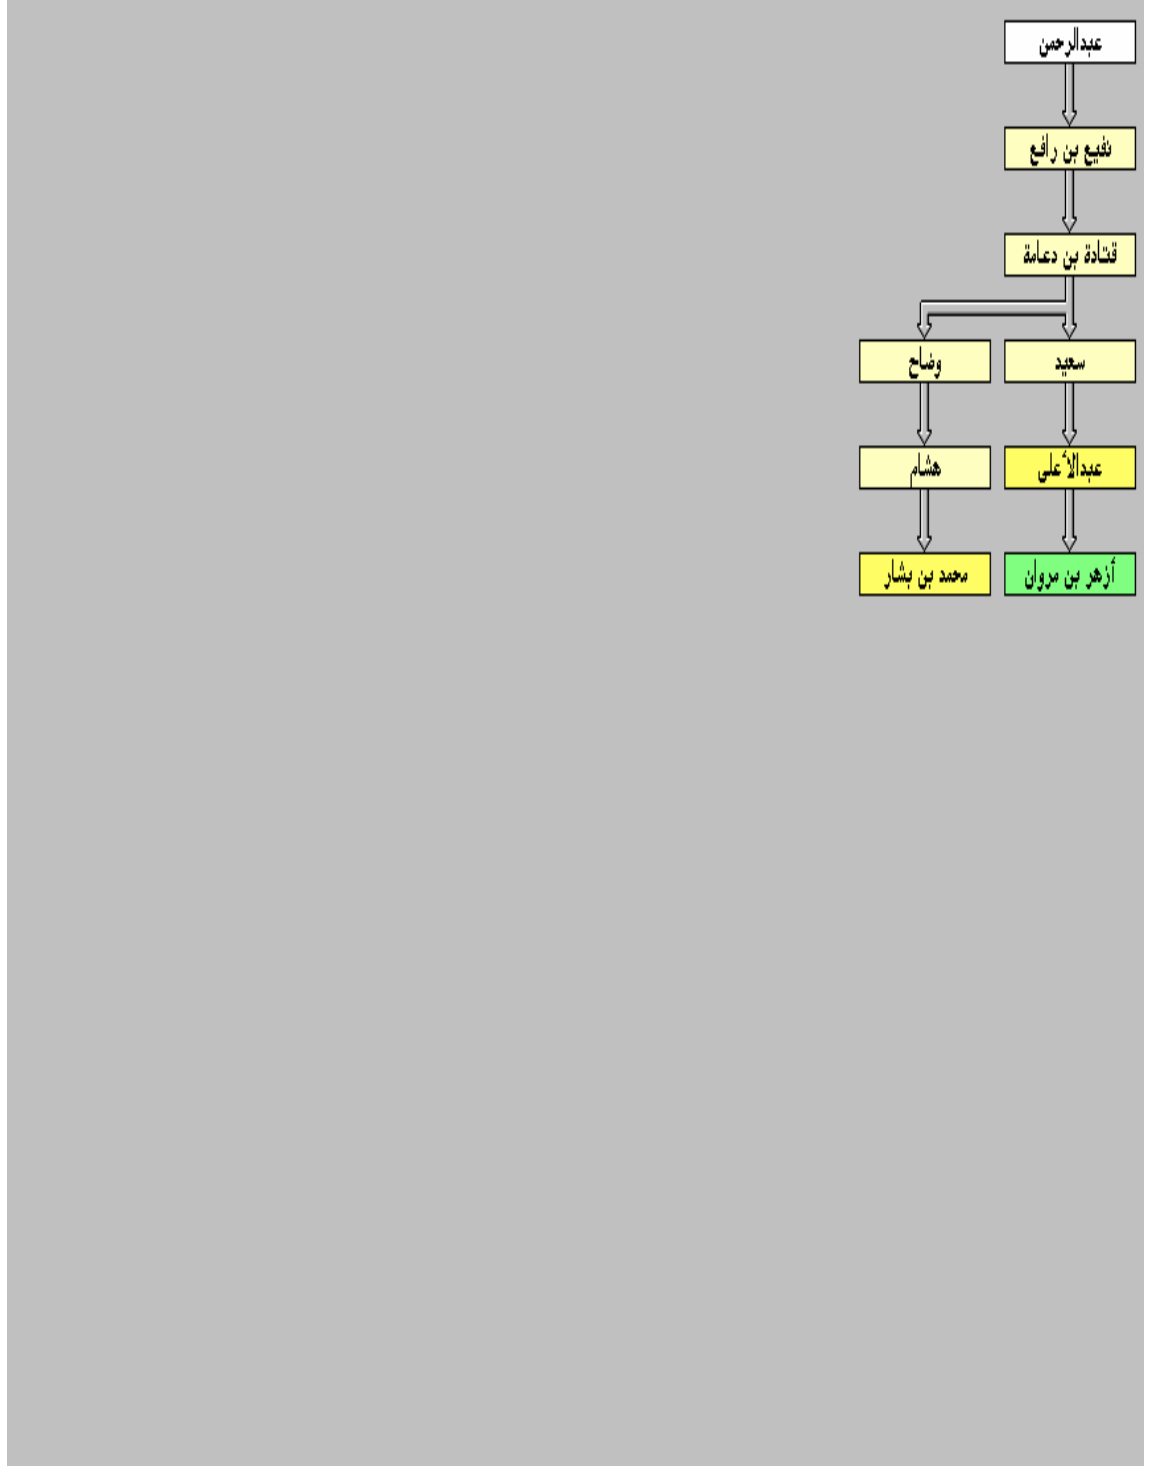 عبدالرحمن
نفيع بن رافع
قتادة بن دعامة
سعيد
وضاح
عبدالأعلى
هشام
أزهر بن مروان
محمد بن بشار